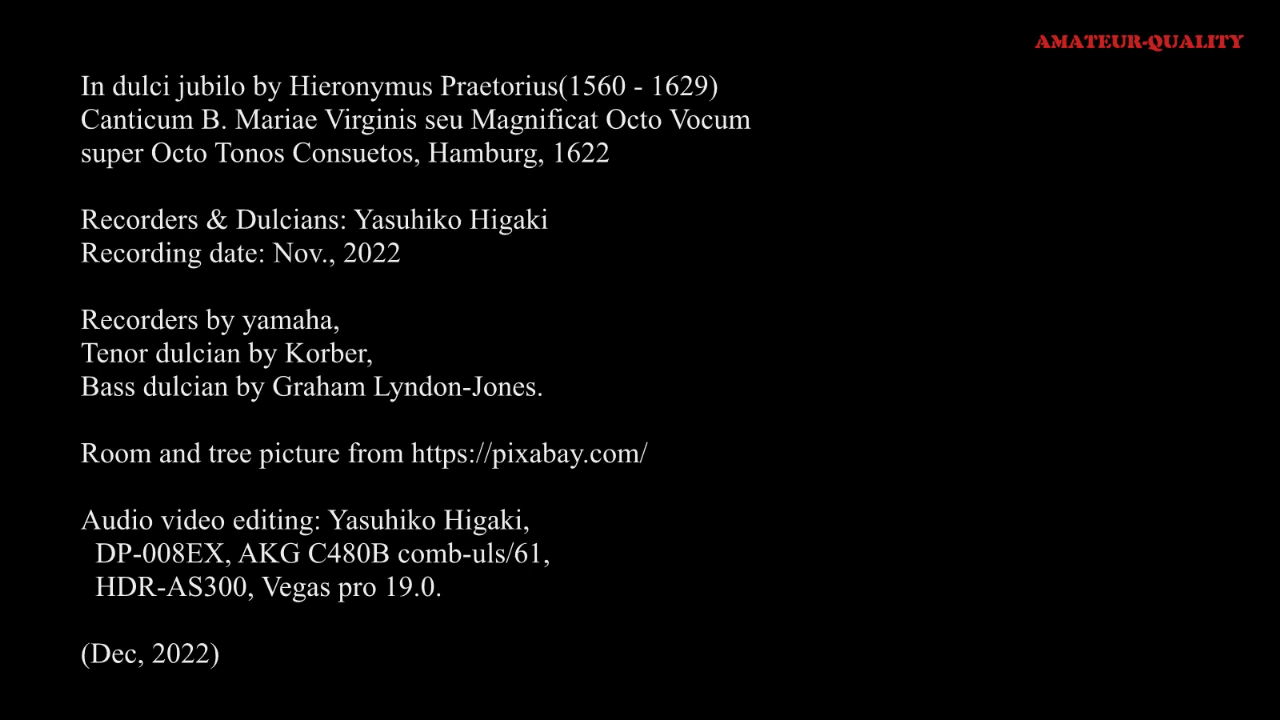 AMATEUR-QUALITY
In dulci jubilo by Hieronymus Praetorius(1560 - 1629)
Canticum B. Mariae Virginis seu Magnificat Octo Vocum
super Octo Tonos Consuetos, Hamburg, 1622
Recorders & Dulcians: Yasuhiko Higaki
Recording date: Nov., 2022
Recorders by yamaha,
Tenor dulcian by Korber,
Bass dulcian by Graham Lyndon-Jones.
Room and tree picture from https://pixabay.com/
Audio video editing: Yasuhiko Higaki,
DP-008EX, AKG C480B comb-uls/61,
HDR-AS300, Vegas pro 19.0.
(Dec, 2022)